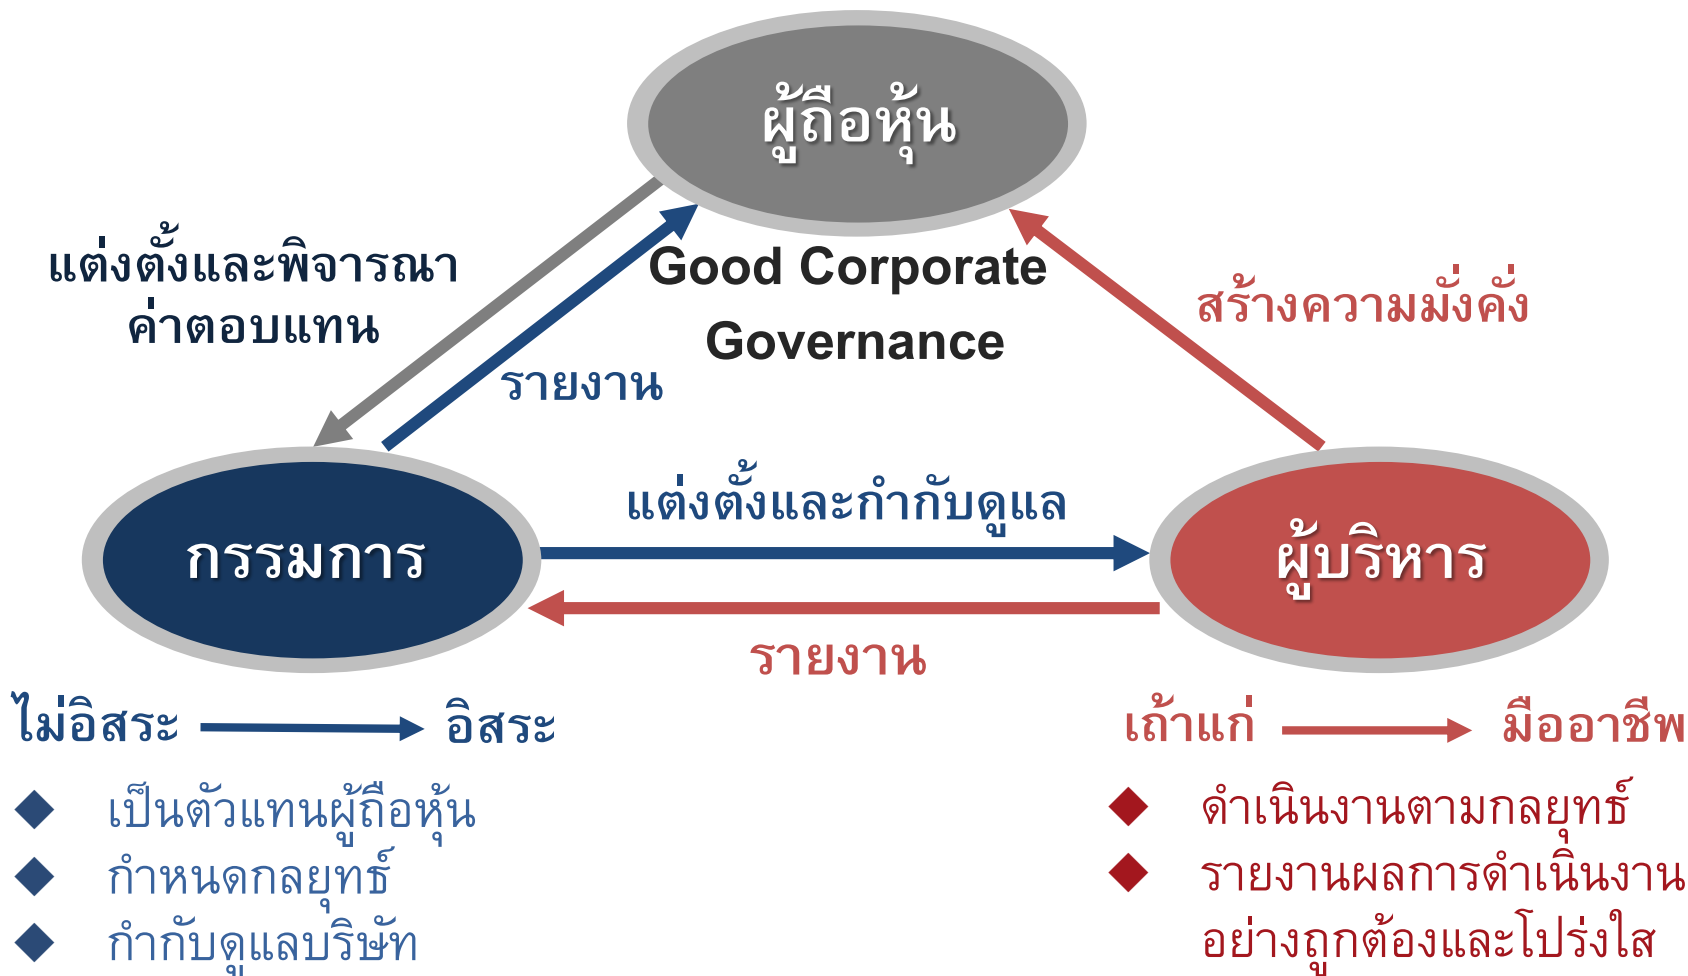 ผู้ถือหุ้น
Good Corporate
Governance
แต่งตั้งและพิจารณา
ค่าตอบแทน
สร้างความมั่งคั่ง
รายงาน
แต่งตั้งและกำกับดูแล
กรรมการ
ผู้บริหาร
รายงาน
ไม่อิสระ
อิสระ
เถ้าแก่
มืออาชีพ
เป็นตัวแทนผู้ถือหุ้น
กำหนดกลยุทธ์
กำกับดูแลบริษัท
ดำเนินงานตามกลยุทธ์
รายงานผลการดำเนินงาน
อย่างถูกต้องและโปร่งใส